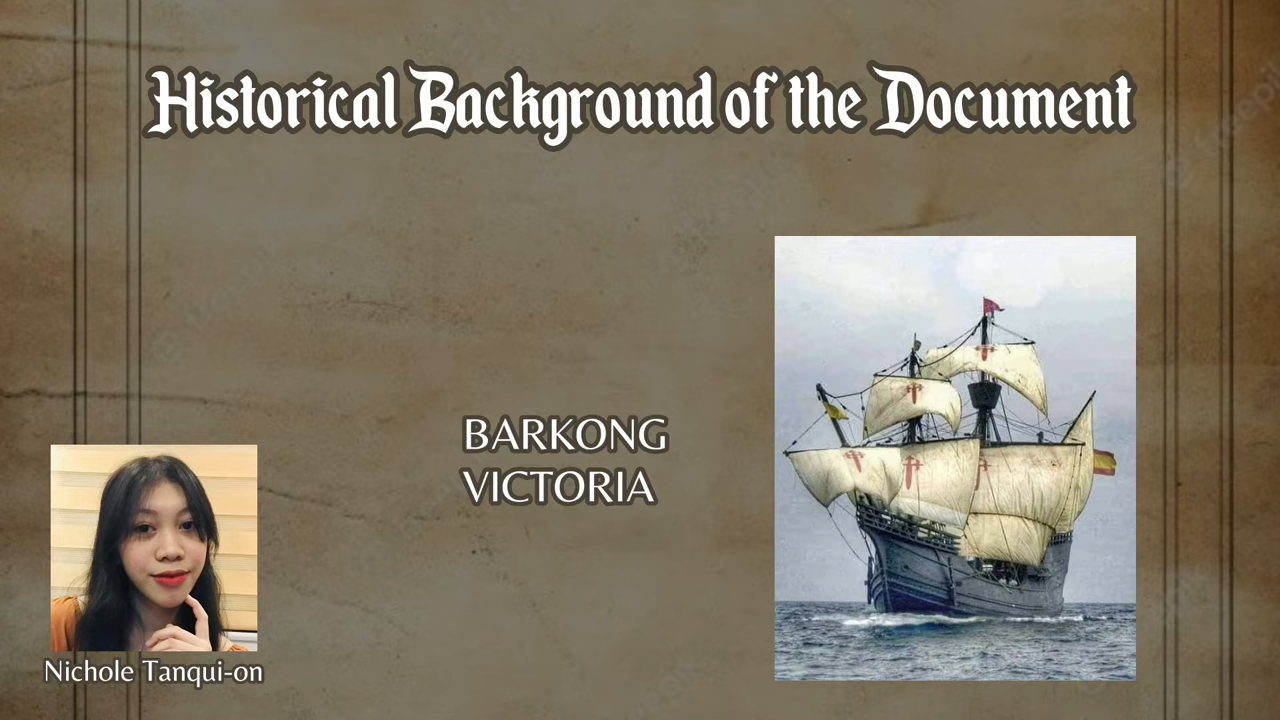 Historical Background of the Document
BARKONG
VICTORIA
Nichole Tanqui-on